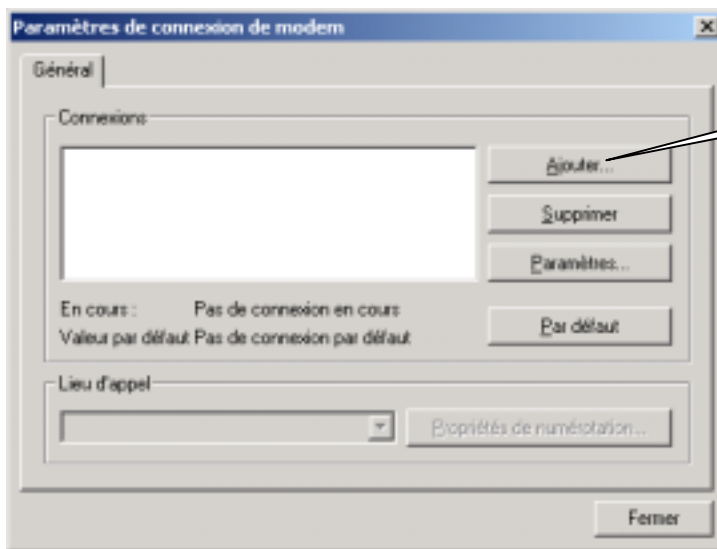 Paramètres de connexion de modem
Général
Connexions
Ajouter...
Supprimer
Paramètres...
En cours : Pas de connexion en cours
Valeur par défaut Pas de connexion par défaut
Par défaut
Lieu d'appel
Propriétés de numérotation...
Fermer